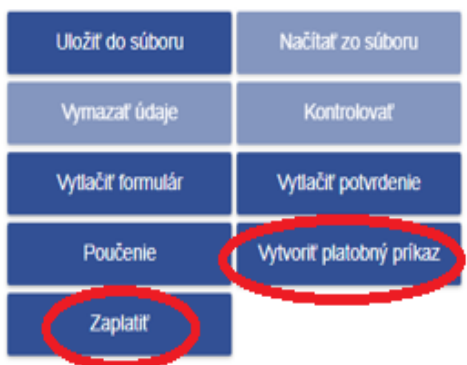 Uložiť do súboru
Načítať zo súboru
Vymazať údaje
Kontrolovať
Vytlačiť formulár
Vytlačiť potvrdenie
Poučenie
Vytvoriť platobný príkaz
Zaplatiť